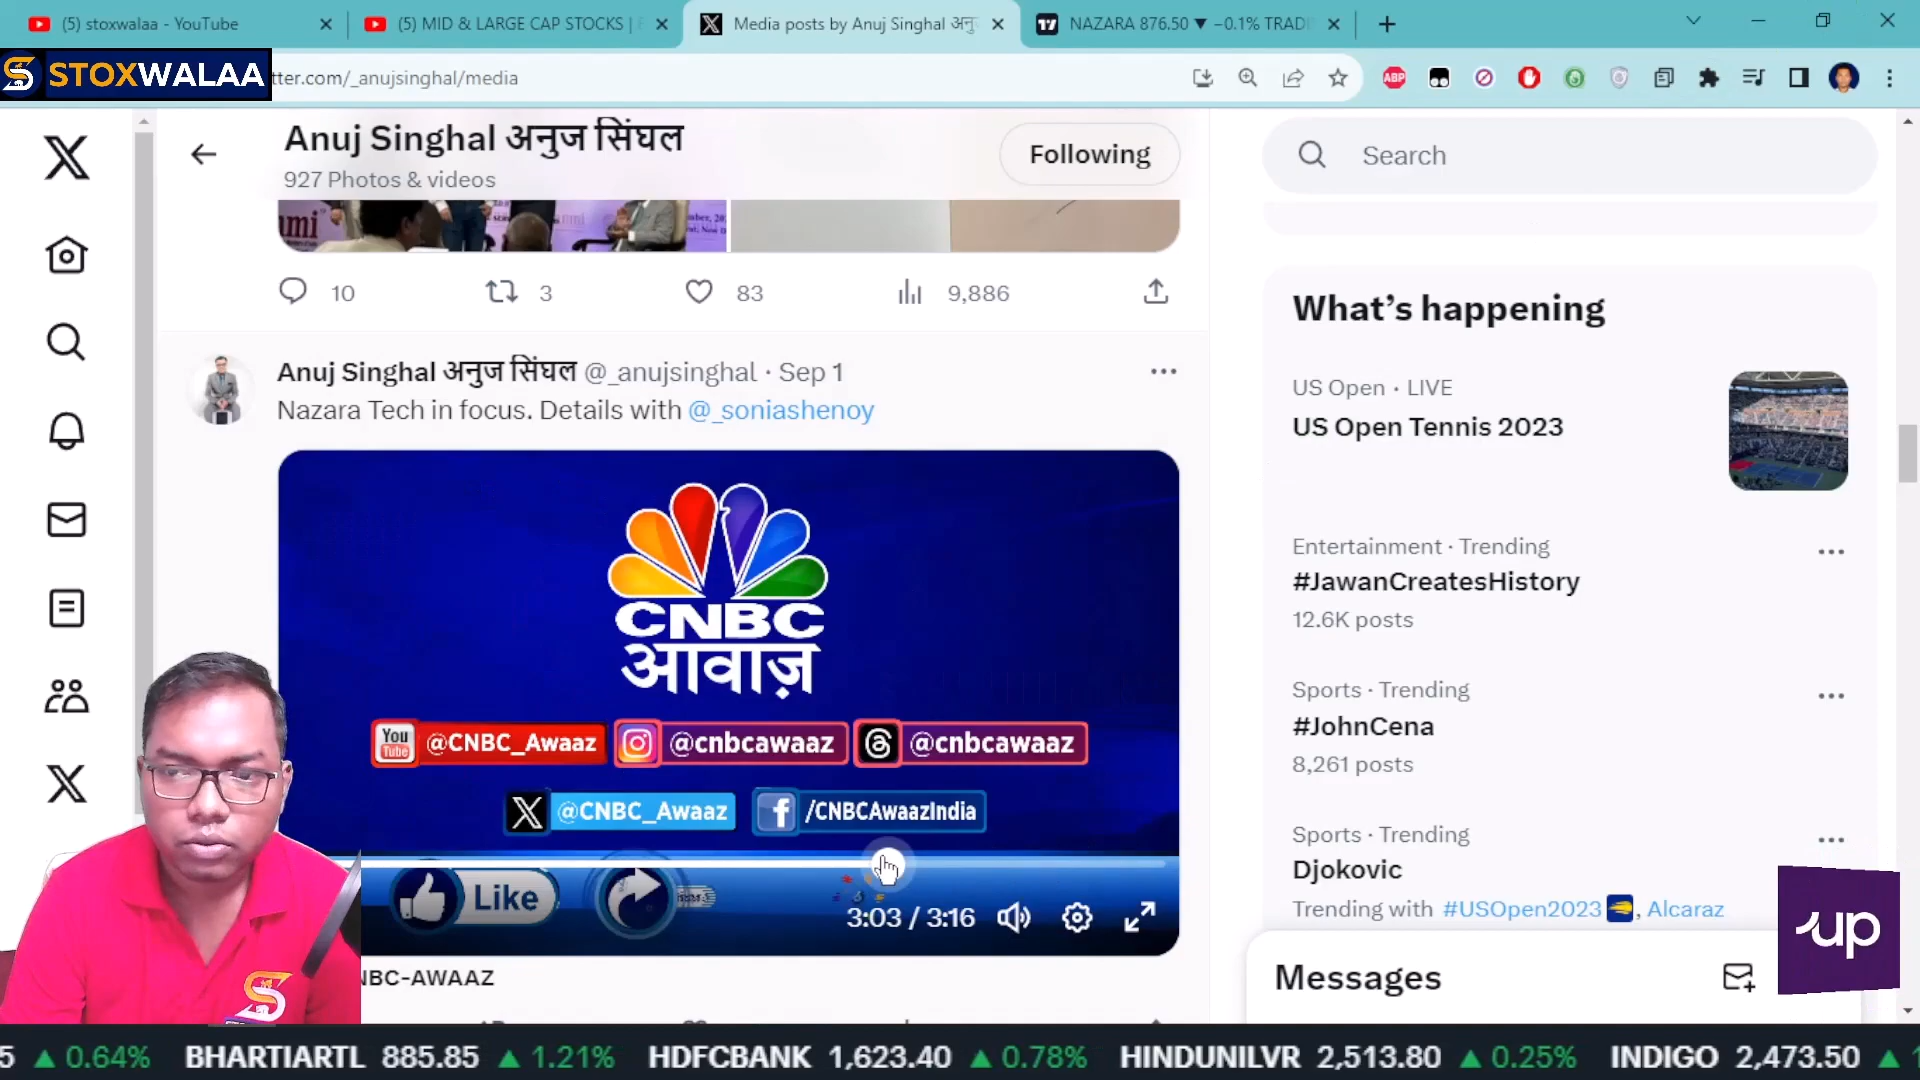 (5) stoxwalaa - YouTube
(5) MID & LARGE CAP STOCKS |
Media posts by Anuj Singhal
NAZARA 876.50 ▼ −0.1%
STOXWALAA
tter.com/_anujsinghal/media
ABP
Anuj Singhal अनुज सिंघल
927 Photos & videos
Following
Search
10
3
83
9,886
What's happening
US Open · LIVE
US Open Tennis 2023
Anuj Singhal अनुज सिंघल @_anujsinghal · Sep 1
Nazara Tech in focus. Details with @_soniashenoy
CNBC
आवाज़
You Tube @CNBC_Awaaz
@cnbcawaaz
@cnbcawaaz
@CNBC_Awaaz
/CNBCAwaazIndia
Like
3:03 / 3:16
NBC-AWAAZ
Entertainment · Trending
#JawanCreatesHistory
12.6K posts
Sports · Trending
#JohnCena
8,261 posts
Sports · Trending
Djokovic
Trending with #USOpen2023 , Alcaraz
up
Messages
5 ▲ 0.64% BHARTIARTL 885.85 ▲ 1.21% HDFCBANK 1,623.40 ▲ 0.78% HINDUNILVR 2,513.80 ▲ 0.25% INDIGO 2,473.50 ▲